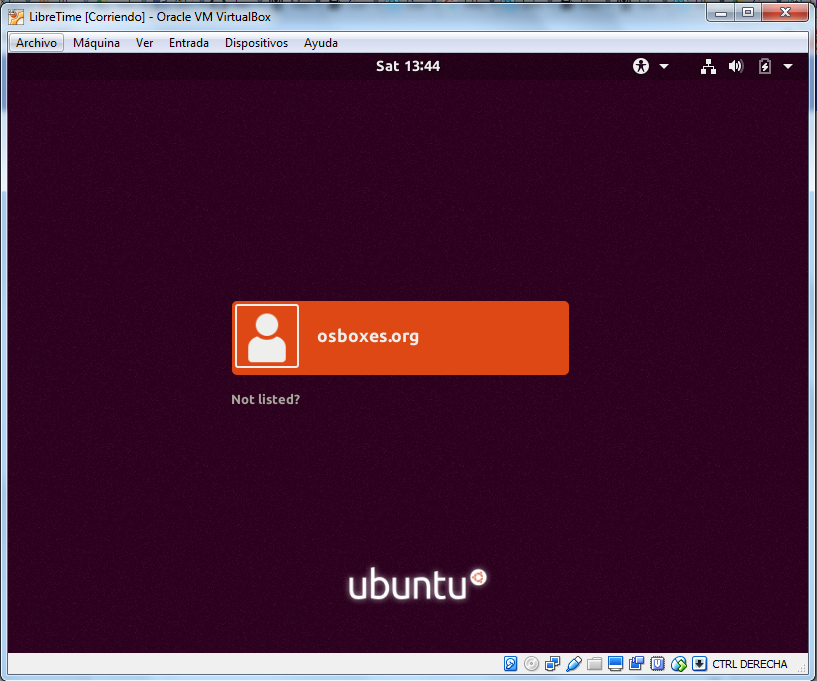 LibreTime [Corriendo] - Oracle VM VirtualBox
Archivo Máquina Ver Entrada Dispositivos Ayuda
Sat 13:44
osboxes.org
Not listed?
ubuntu
CTRL DERECHA